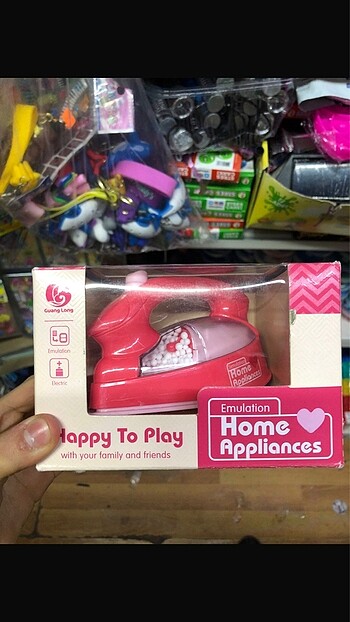 Guang Long
Emulation
Electric
Home
Appliances
Happy To Play
with your family and friends
Emulation
Home
Appliances